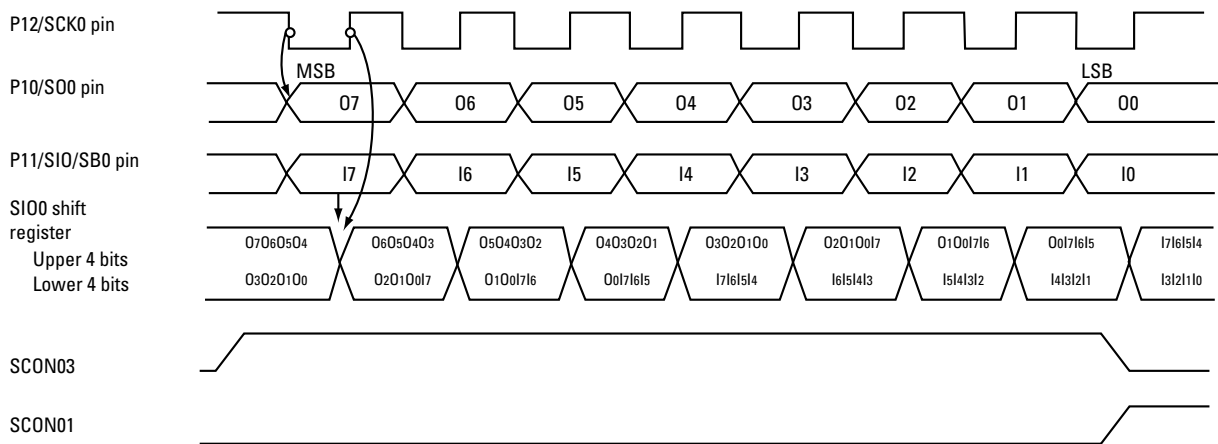 P12/SCK0 pin
MSB
LSB
P10/SO0 pin
O7 O6 O5 O4 O3 O2 O1 O0
P11/SIO/SB0 pin
I7 I6 I5 I4 I3 I2 I1 I0
SIO0 shift
register
Upper 4 bits
O7O6O5O4 O6O5O4O3 O5O4O3O2 O4O3O2O1 O3O2O1O0 O2O1O0I7 O1O0I7I6 O0I7I6I5 I7I6I5I4
Lower 4 bits
O3O2O1O0 O2O1O0I7 O1O0I7I6 O0I7I6I5 I7I6I5I4 I6I5I4I3 I5I4I3I2 I4I3I2I1 I3I2I1I0
SCON03
SCON01